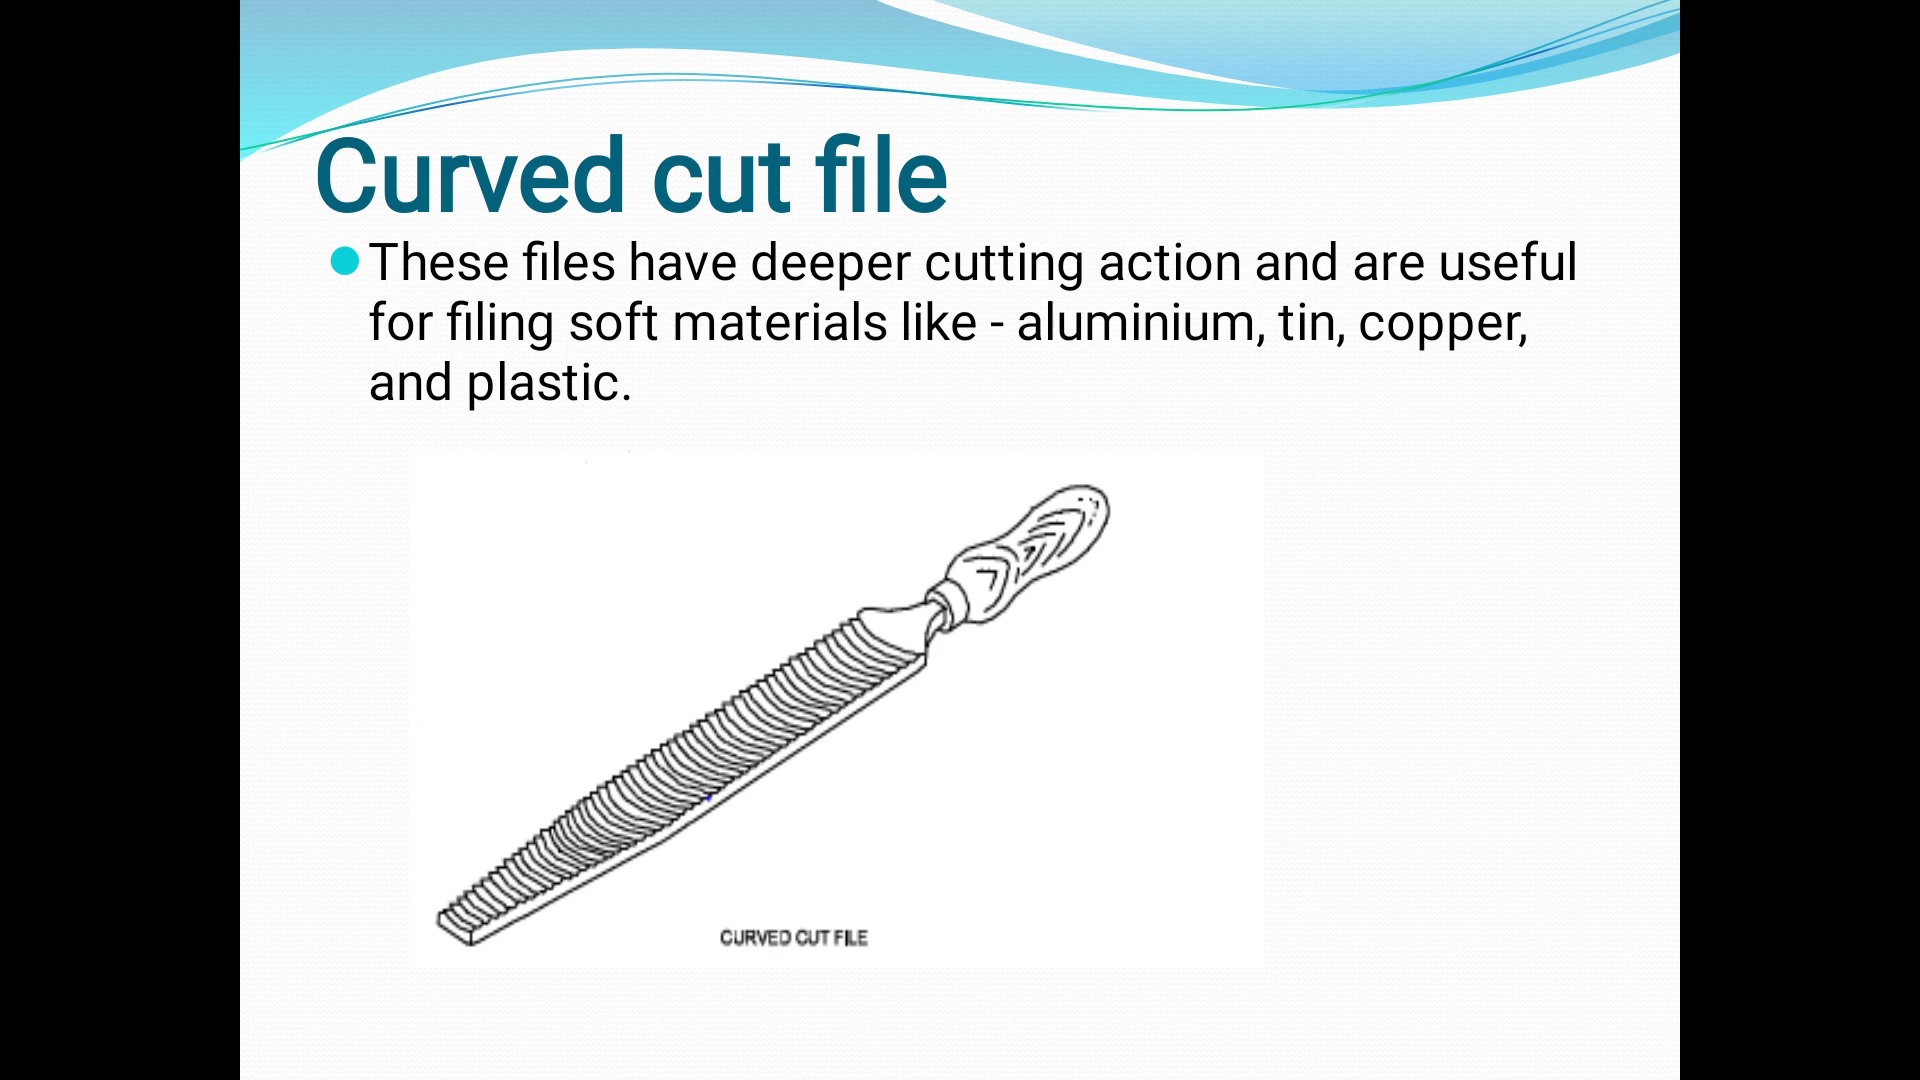 Curved cut file
These files have deeper cutting action and are useful
for filing soft materials like - aluminium, tin, copper,
and plastic.
CURVED CUT FILE